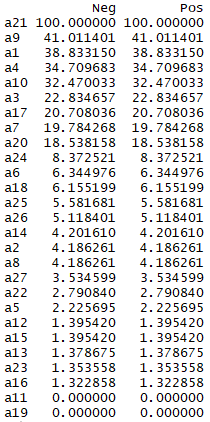 Neg Pos
a21 100.000000 100.000000
a9 41.011401 41.011401
a1 38.833150 38.833150
a4 34.709683 34.709683
a10 32.470033 32.470033
a3 22.834657 22.834657
a17 20.708036 20.708036
a7 19.784268 19.784268
a20 18.538158 18.538158
a24 8.372521 8.372521
a6 6.344976 6.344976
a18 6.155199 6.155199
a25 5.581681 5.581681
a26 5.118401 5.118401
a14 4.201610 4.201610
a2 4.186261 4.186261
a8 4.186261 4.186261
a27 3.534599 3.534599
a22 2.790840 2.790840
a5 2.225695 2.225695
a12 1.395420 1.395420
a15 1.395420 1.395420
a13 1.378675 1.378675
a23 1.353558 1.353558
a16 1.322858 1.322858
a11 0.000000 0.000000
a19 0.000000 0.000000